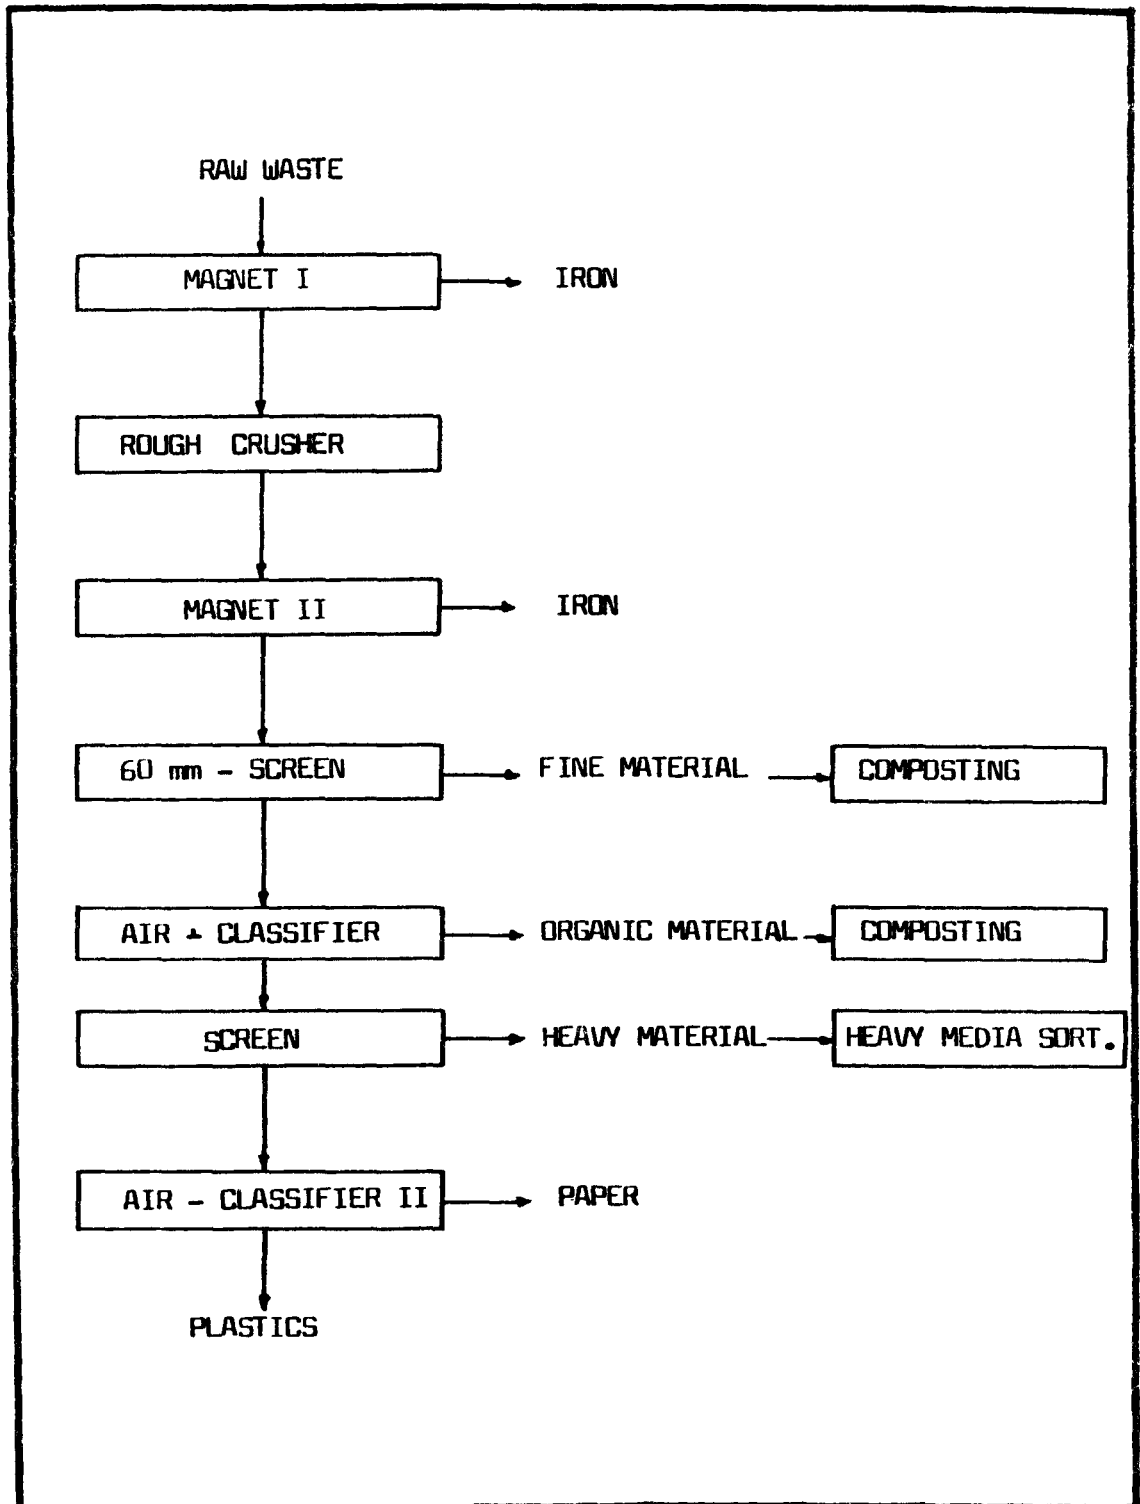 RAW WASTE
MAGNET I
IRON
ROUGH CRUSHER
MAGNET II
IRON
60 mm - SCREEN
FINE MATERIAL
COMPOSTING
AIR - CLASSIFIER
ORGANIC MATERIAL
COMPOSTING
SCREEN
HEAVY MATERIAL
HEAVY MEDIA SORT.
AIR - CLASSIFIER II
PAPER
PLASTICS